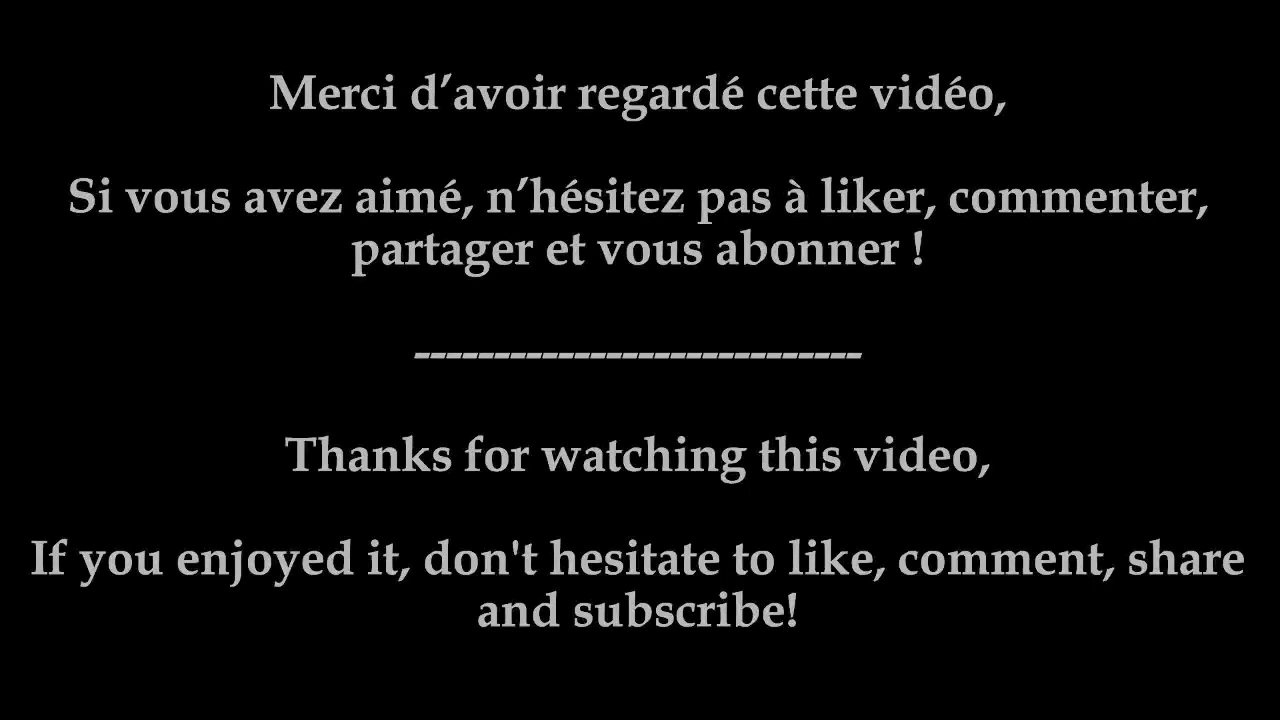 Merci d’avoir regardé cette vidéo,
Si vous avez aimé, n’hésitez pas à liker, commenter,
partager et vous abonner !
----------------------------
Thanks for watching this video,
If you enjoyed it, don't hesitate to like, comment, share
and subscribe!